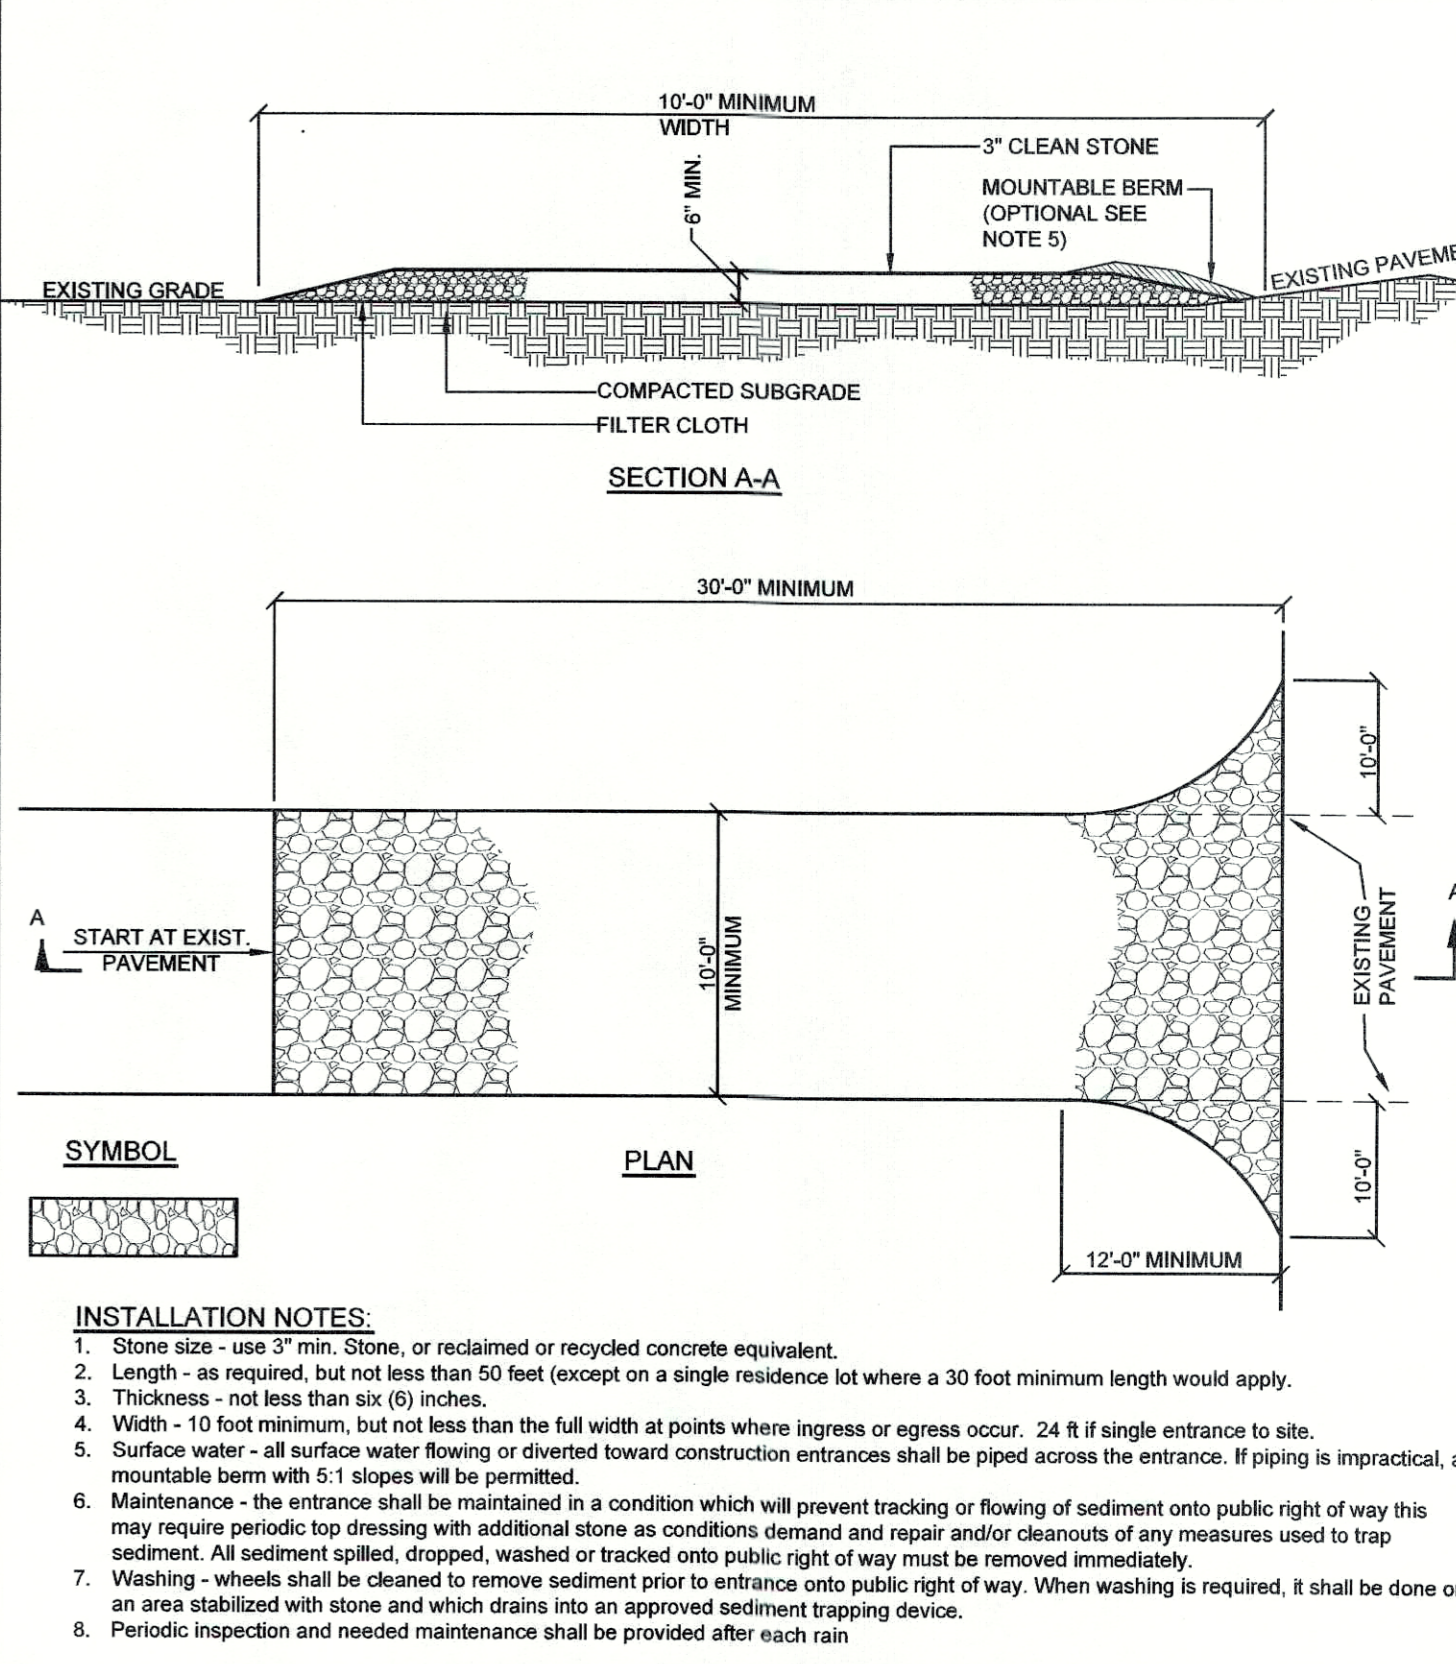 10'-0" MINIMUM
WIDTH
6" MIN.
3" CLEAN STONE
MOUNTABLE BERM
(OPTIONAL SEE
NOTE 5)
EXISTING GRADE
EXISTING PAVEME
COMPACTED SUBGRADE
FILTER CLOTH
SECTION A-A
30'-0" MINIMUM
10'-0"
A
A
START AT EXIST.
PAVEMENT
10'-0"
MINIMUM
EXISTING
PAVEMENT
SYMBOL
PLAN
10'-0"
12'-0" MINIMUM
INSTALLATION NOTES:
1. Stone size - use 3" min. Stone, or reclaimed or recycled concrete equivalent.
2. Length - as required, but not less than 50 feet (except on a single residence lot where a 30 foot minimum length would apply.
3. Thickness - not less than six (6) inches.
4. Width - 10 foot minimum, but not less than the full width at points where ingress or egress occur. 24 ft if single entrance to site.
5. Surface water - all surface water flowing or diverted toward construction entrances shall be piped across the entrance. If piping is impractical, a
mountable berm with 5:1 slopes will be permitted.
6. Maintenance - the entrance shall be maintained in a condition which will prevent tracking or flowing of sediment onto public right of way this
may require periodic top dressing with additional stone as conditions demand and repair and/or cleanouts of any measures used to trap
sediment. All sediment spilled, dropped, washed or tracked onto public right of way must be removed immediately.
7. Washing - wheels shall be cleaned to remove sediment prior to entrance onto public right of way. When washing is required, it shall be done o
an area stabilized with stone and which drains into an approved sediment trapping device.
8. Periodic inspection and needed maintenance shall be provided after each rain